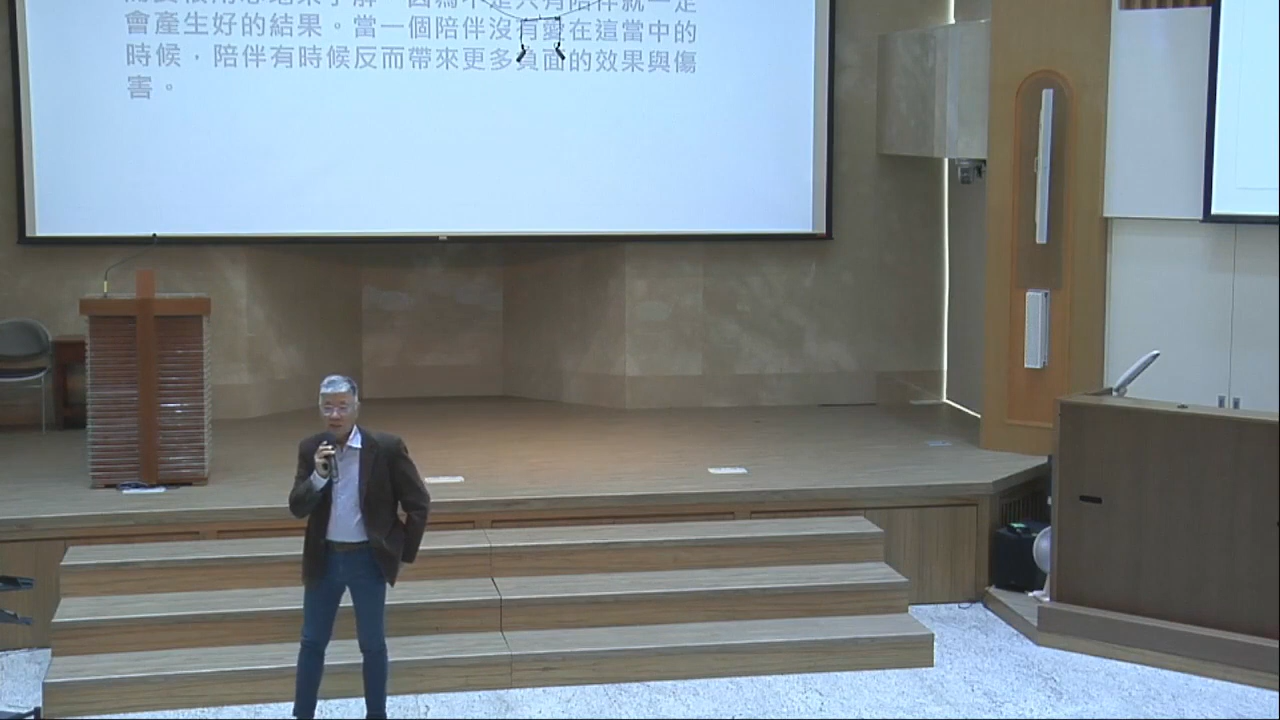 會產生好的結果。當一個陪伴沒有愛在這當中的
時候，陪伴有時候反而帶來更多負面的效果與傷
害。